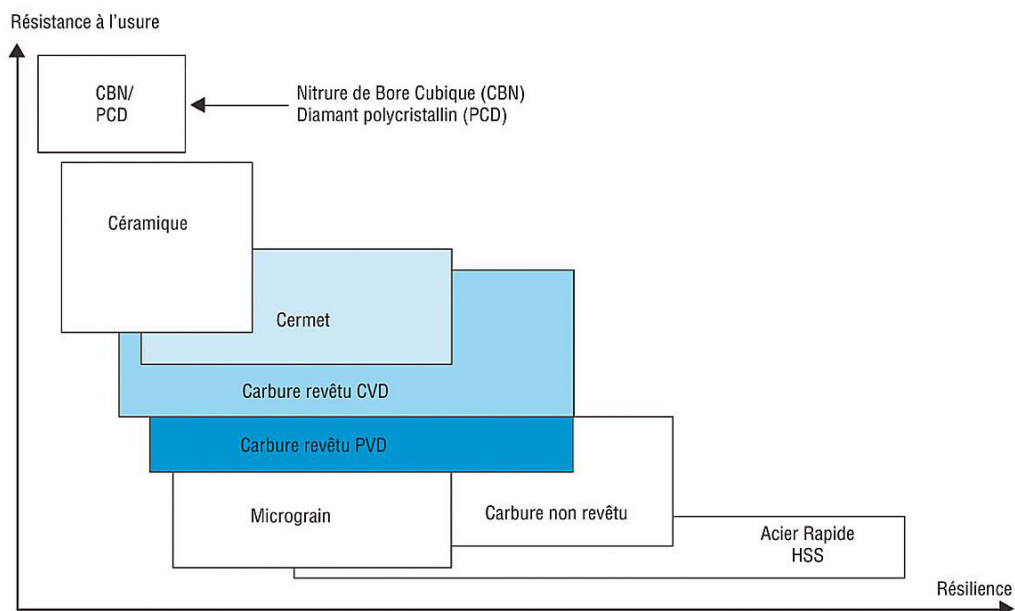 Résistance à l'usure
CBN/
PCD
Nitrure de Bore Cubique (CBN)
Diamant polycristallin (PCD)
Céramique
Cermet
Carbure revêtu CVD
Carbure revêtu PVD
Micrograin
Carbure non revêtu
Acier Rapide
HSS
Résilience